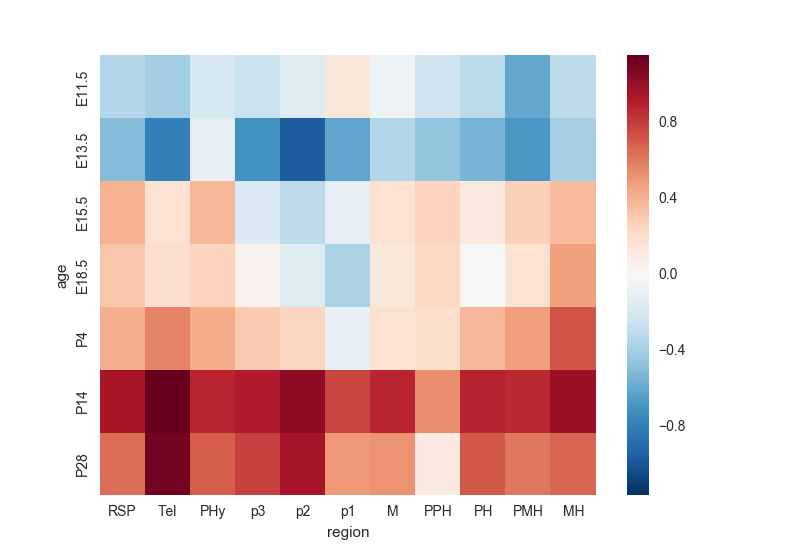 E11.5
E13.5
E15.5
E18.5
P4
P14
P28
age
RSP Tel PHy p3 p2 p1 M PPH PH PMH MH
region
0.8
0.4
0.0
−0.4
−0.8